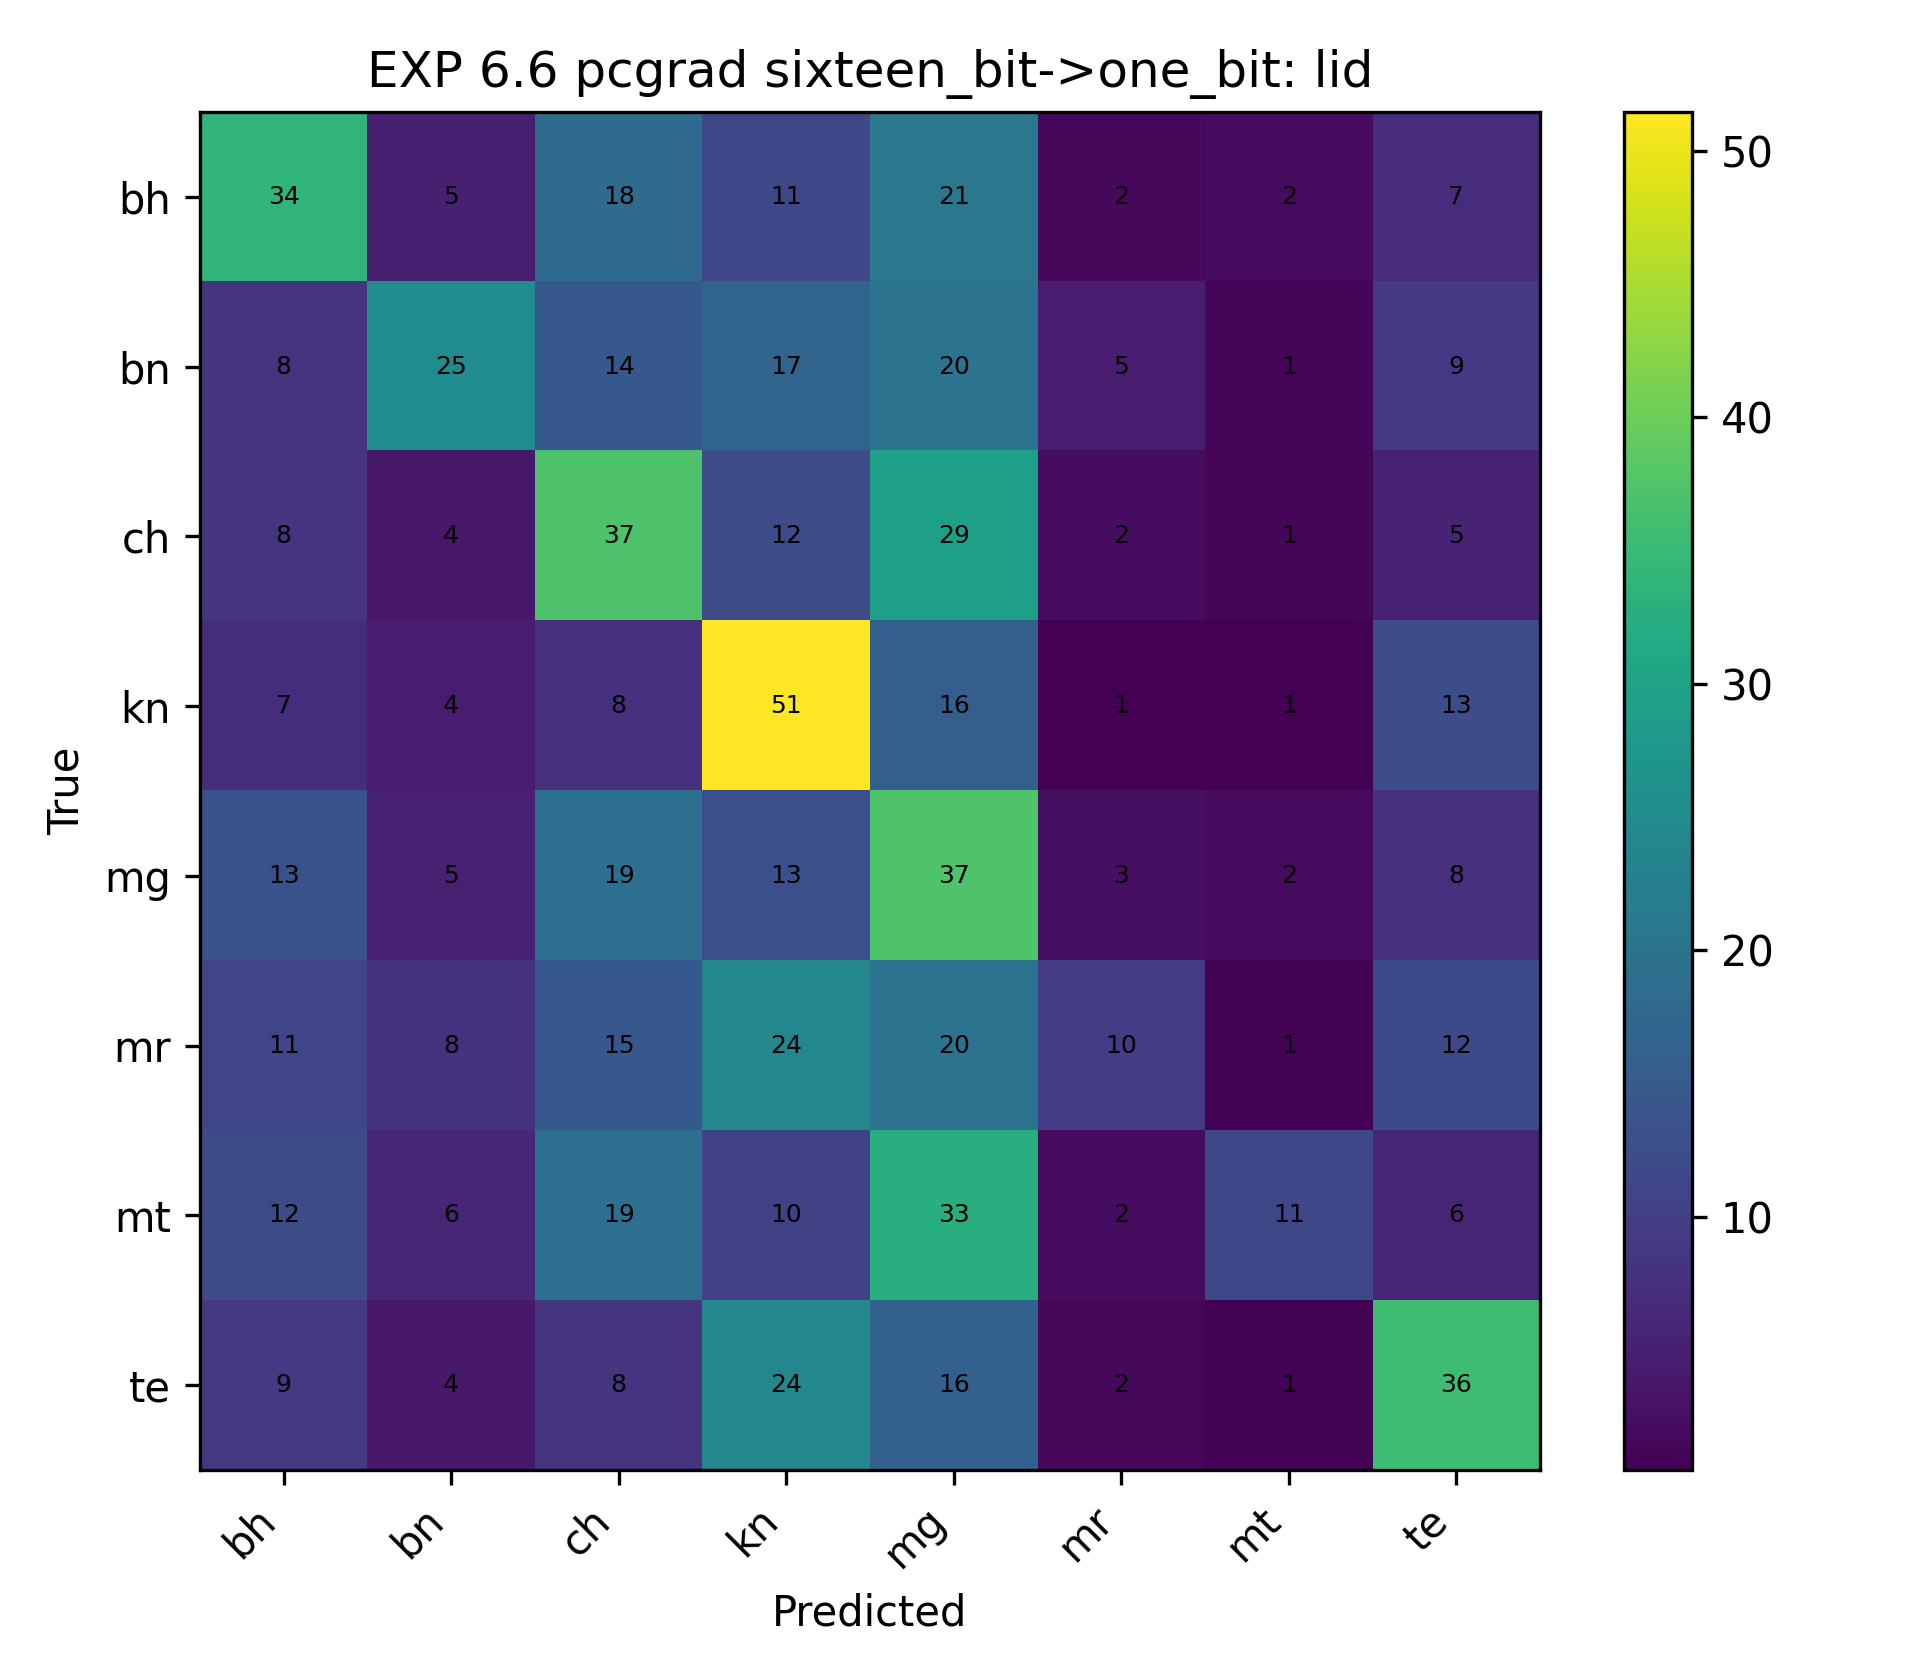 EXP 6.6 pcgrad sixteen_bit->one_bit: lid
bh 34 5 18 11 21 2 2 7
bn 8 25 14 17 20 5 1 9
ch 8 4 37 12 29 2 1 5
kn 7 4 8 51 16 1 1 13
mg 13 5 19 13 37 3 2 8
mr 11 8 15 24 20 10 1 12
mt 12 6 19 10 33 2 11 6
te 9 4 8 24 16 2 1 36
bh bn ch kn mg mr mt te
Predicted
True
50
40
30
20
10